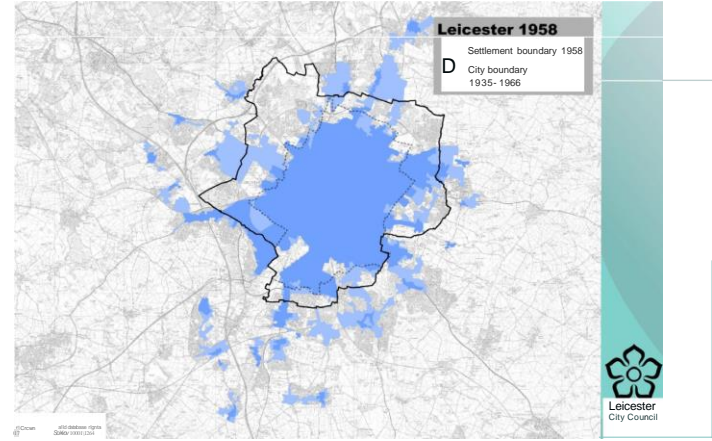 Leicester 1958
Settlement boundary 1958
D
City boundary
1935- 1966
Leicester
City Council